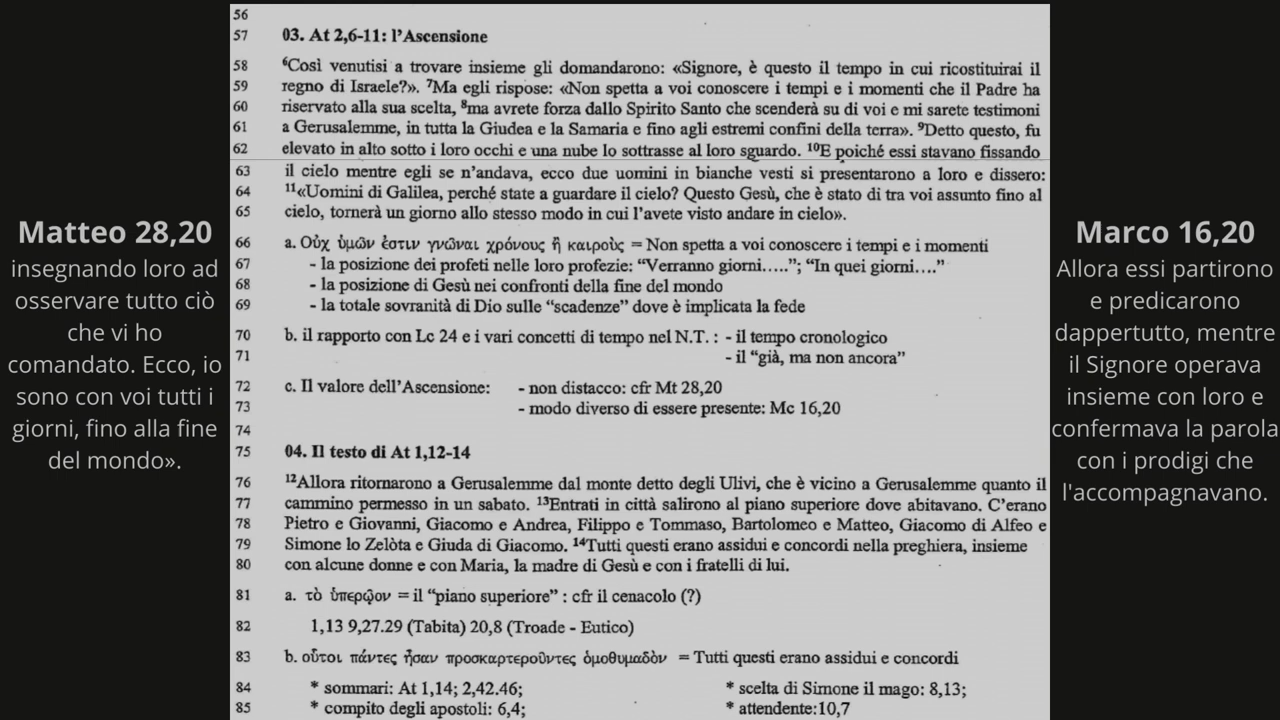 Matteo 28,20
insegnando loro ad
osservare tutto ciò
che vi ho
comandato. Ecco, io
sono con voi tutti i
giorni, fino alla fine
del mondo».
56
57 03. At 2,6-11: l'Ascensione
58 ⁶Così venutisi a trovare insieme gli domandarono: «Signore, è questo il tempo in cui ricostituirai il
59 regno di Israele?». ⁷Ma egli rispose: «Non spetta a voi conoscere i tempi e i momenti che il Padre ha
60 riservato alla sua scelta, ⁸ma avrete forza dallo Spirito Santo che scenderà su di voi e mi sarete testimoni
61 a Gerusalemme, in tutta la Giudea e la Samaria e fino agli estremi confini della terra». ⁹Detto questo, fu
62 elevato in alto sotto i loro occhi e una nube lo sottrasse al loro sguardo. ¹⁰E poiché essi stavano fissando
63 il cielo mentre egli se n'andava, ecco due uomini in bianche vesti si presentarono a loro e dissero:
64 ¹¹«Uomini di Galilea, perché state a guardare il cielo? Questo Gesù, che è stato di tra voi assunto fino al
65 cielo, tornerà un giorno allo stesso modo in cui l'avete visto andare in cielo».
66 a. Οὐχ ὑμῶν ἐστιν γνῶναι χρόνους ἢ καιροὺς = Non spetta a voi conoscere i tempi e i momenti
67 - la posizione dei profeti nelle loro profezie: “Verranno giorni…..”; “In quei giorni….”
68 - la posizione di Gesù nei confronti della fine del mondo
69 - la totale sovranità di Dio sulle “scadenze” dove è implicata la fede
70 b. il rapporto con Lc 24 e i vari concetti di tempo nel N.T. : - il tempo cronologico
71 - il “già, ma non ancora”
72 c. Il valore dell'Ascensione: - non distacco: cfr Mt 28,20
73 - modo diverso di essere presente: Mc 16,20
74
75 04. Il testo di At 1,12-14
76 ¹²Allora ritornarono a Gerusalemme dal monte detto degli Ulivi, che è vicino a Gerusalemme quanto il
77 cammino permesso in un sabato. ¹³Entrati in città salirono al piano superiore dove abitavano. C'erano
78 Pietro e Giovanni, Giacomo e Andrea, Filippo e Tommaso, Bartolomeo e Matteo, Giacomo di Alfeo e
79 Simone lo Zelòta e Giuda di Giacomo. ¹⁴Tutti questi erano assidui e concordi nella preghiera, insieme
80 con alcune donne e con Maria, la madre di Gesù e con i fratelli di lui.
81 a. τὸ ὑπερῷον = il “piano superiore” : cfr il cenacolo (?)
82 1,13 9,27.29 (Tabita) 20,8 (Troade - Eutico)
83 b. οὗτοι πάντες ἦσαν προσκαρτεροῦντες ὁμοθυμαδὸν = Tutti questi erano assidui e concordi
84 * sommari: At 1,14; 2,42.46; * scelta di Simone il mago: 8,13;
85 * compito degli apostoli: 6,4; * attendente:10,7
Marco 16,20
Allora essi partirono
e predicarono
dappertutto, mentre
il Signore operava
insieme con loro e
confermava la parola
con i prodigi che
l'accompagnavano.